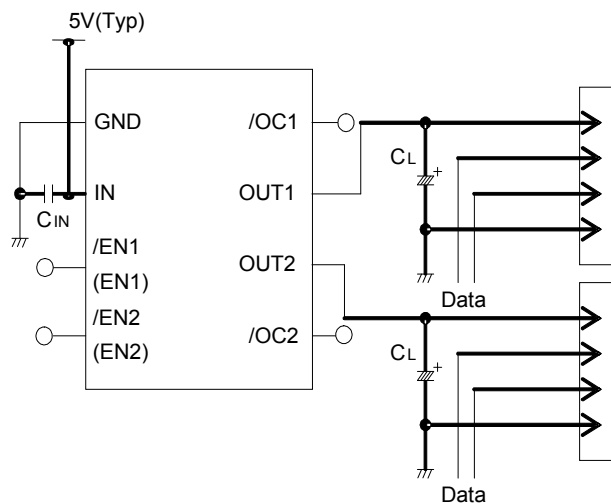 5V(Typ)
GND
/OC1
CL
IN
OUT1
CIN
/EN1
(EN1)
OUT2
Data
/EN2
(EN2)
/OC2
CL
Data